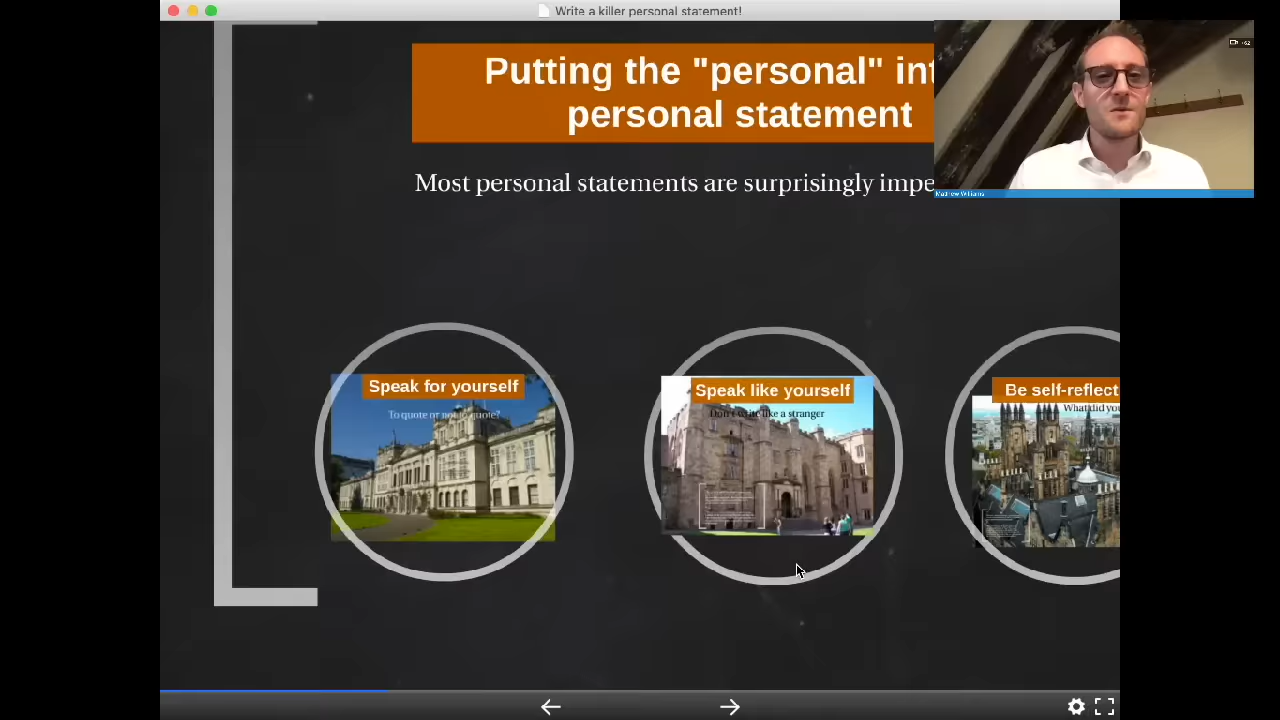 Write a killer personal statement!
Putting the "personal" int
personal statement
Most personal statements are surprisingly impe
Matthew Williams
Speak for yourself
To quote or not to quote?
Speak like yourself
Don't write like a stranger
Be self-reflect
What did you